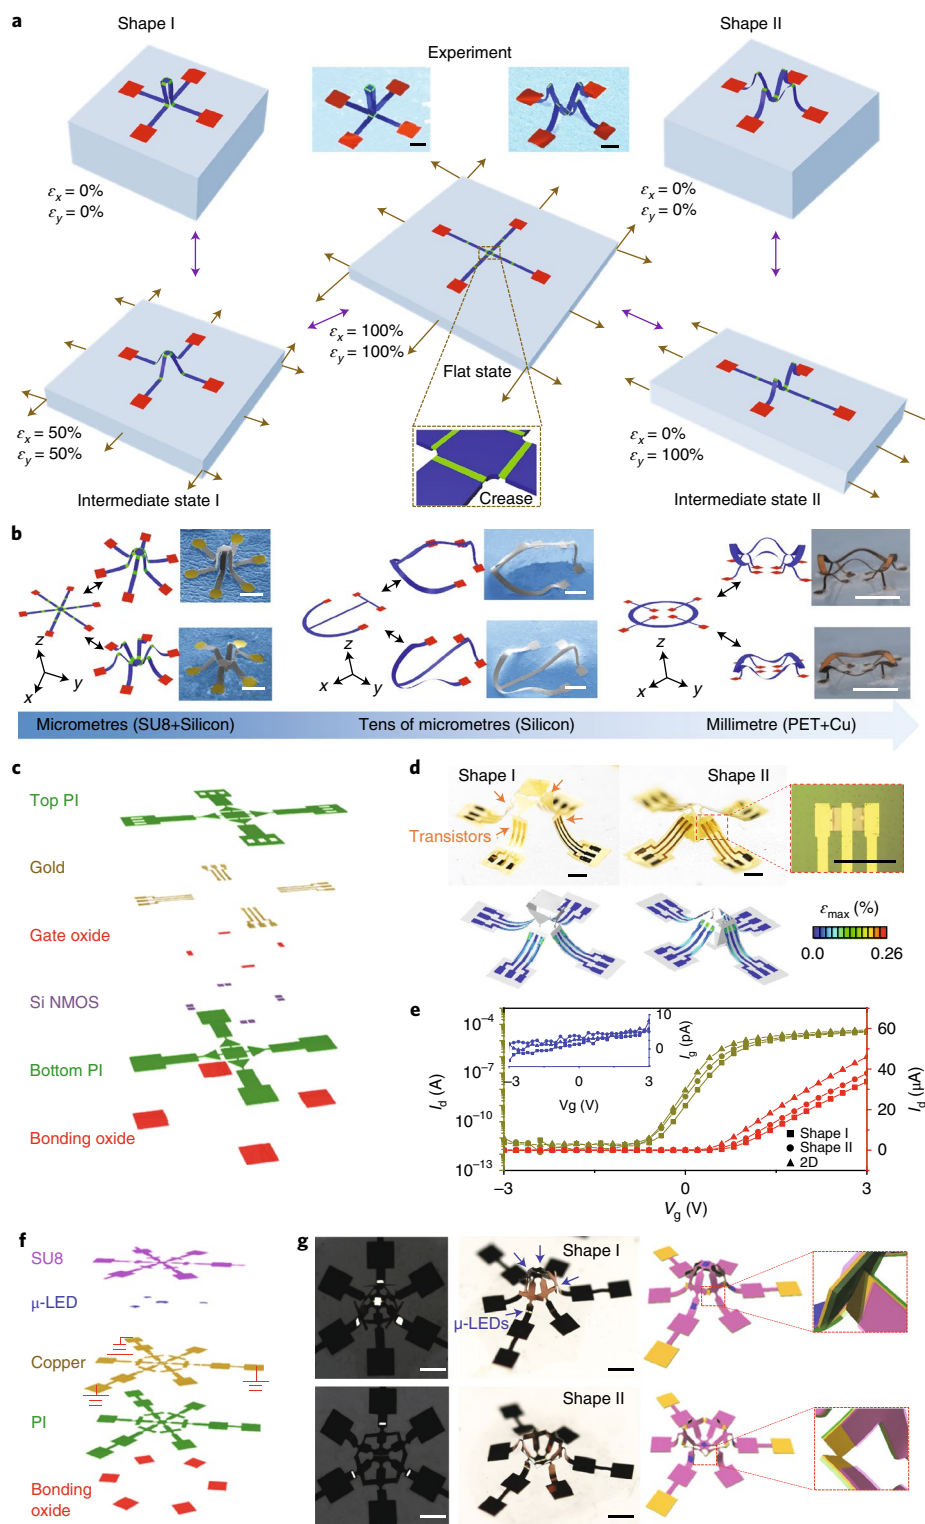 a
Shape I
Experiment
Shape II
εx = 0%
εy = 0%
εx = 0%
εy = 0%
εx = 100%
εy = 100%
Flat state
εx = 50%
εy = 50%
εx = 0%
εy = 100%
Crease
Intermediate state I
Intermediate state II
b
z
x
y
z
x
y
z
x
y
Micrometres (SU8+Silicon)
Tens of micrometres (Silicon)
Millimetre (PET+Cu)
c
Top PI
Gold
Gate oxide
Si NMOS
Bottom PI
Bonding oxide
d
Shape I
Shape II
Transistors
εmax (%)
0.0
0.26
e
10⁻⁴
10⁻⁷
10⁻¹⁰
10⁻¹³
Id (A)
10
0
Ig (pA)
−3
0
3
Vg (V)
60
40
20
0
Id (μA)
Shape I
Shape II
2D
−3
0
3
Vg (V)
f
SU8
μ-LED
Copper
PI
Bonding
oxide
g
Shape I
μ-LEDs
Shape II